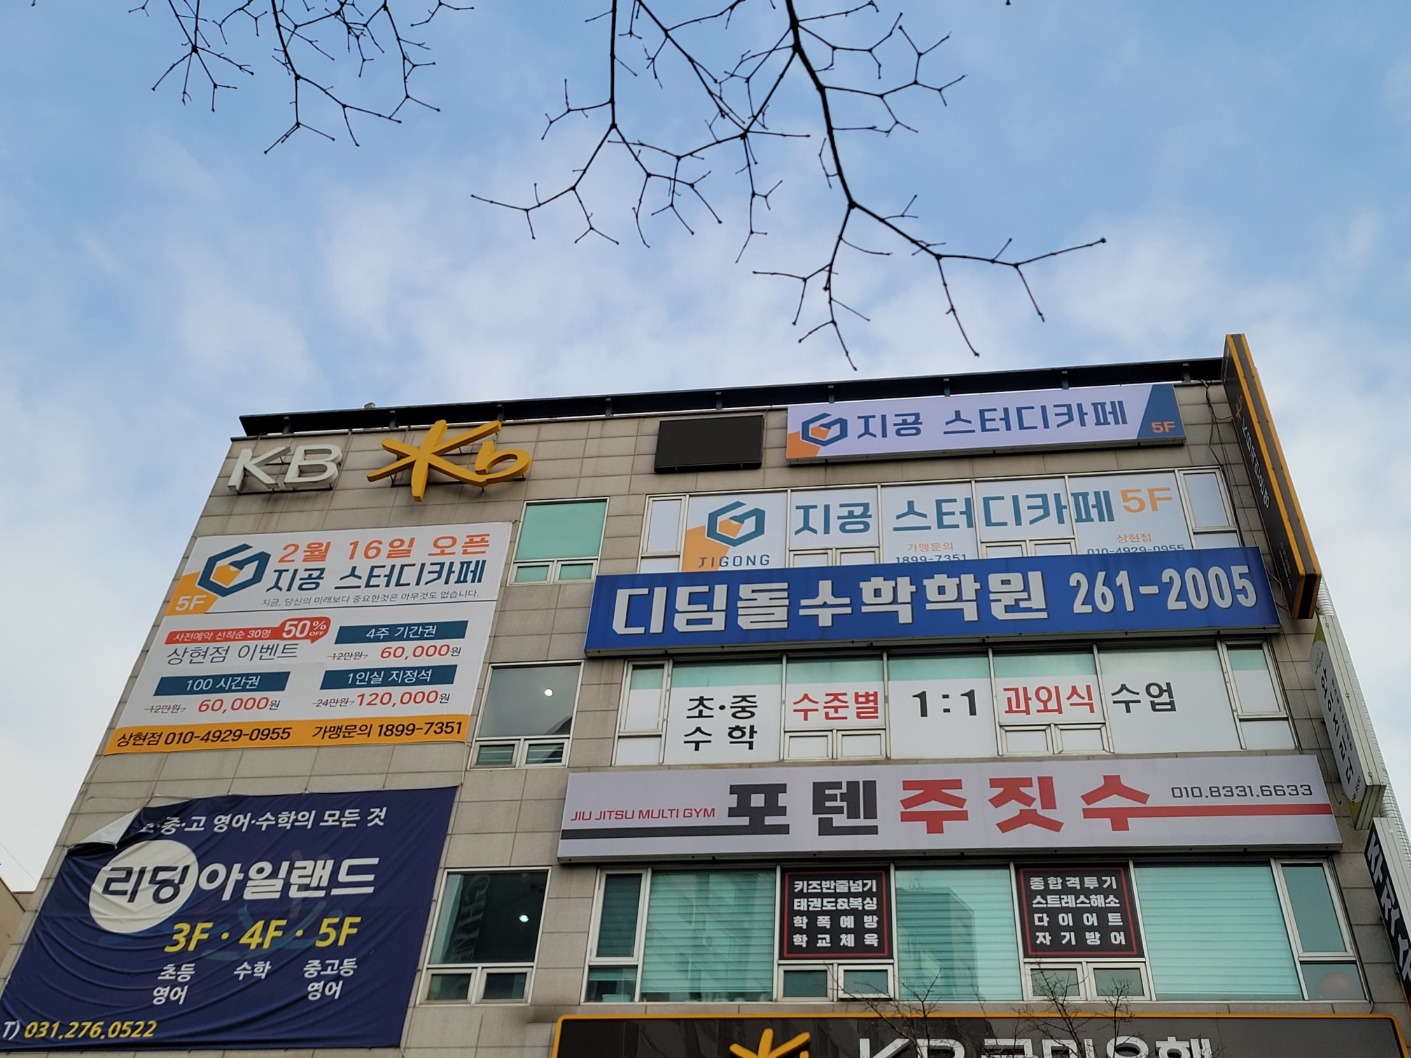 KB Kb
지공 스터디카페 5F
지공 스터디카페 5F
JIGONG
가맹문의
1899-7351
상현점
010-4929-0955
2월 16일 오픈
지공 스터디카페
5F
지금, 당신의 미래보다 중요한것은 아무것도 없습니다.
사전예약 선착순 30명 50%
상현점 이벤트
4주 기간권
12만원 60,000원
100 시간권
12만원 60,000원
1인실 지정석
24만원 120,000원
상현점 010-4929-0955 가맹문의 1899-7351
디딤돌수학학원 261-2005
초·중 수준별 1:1 과외식 수업
수학
JIU JITSU MULTI GYM 포텐주짓수 010.8331.6633
키즈반줄넘기
태권도&복싱
학폭예방
학교체육
종합격투기
스트레스해소
다이어트
자기방어
초·중·고 영어·수학의 모든 것
리딩아일랜드
3F · 4F · 5F
초등 수학 중고등
영어 영어
T) 031.276.0522
KB국민은행